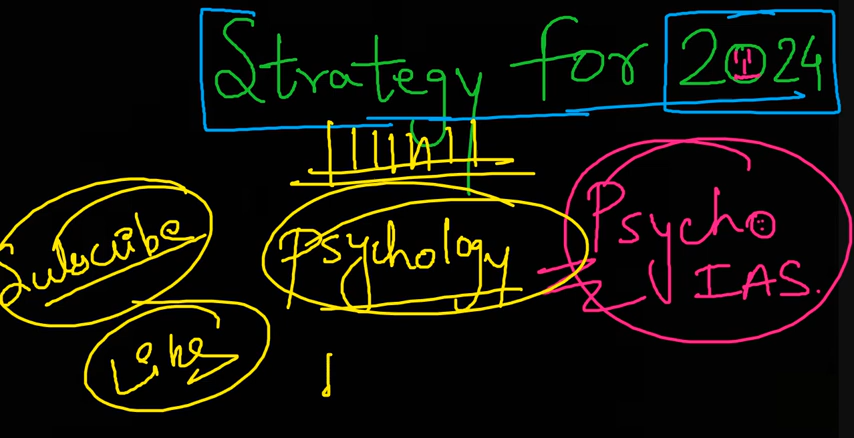 Strategy for 2024
Psycho
IAS.
Subscribe
Psychology
Like